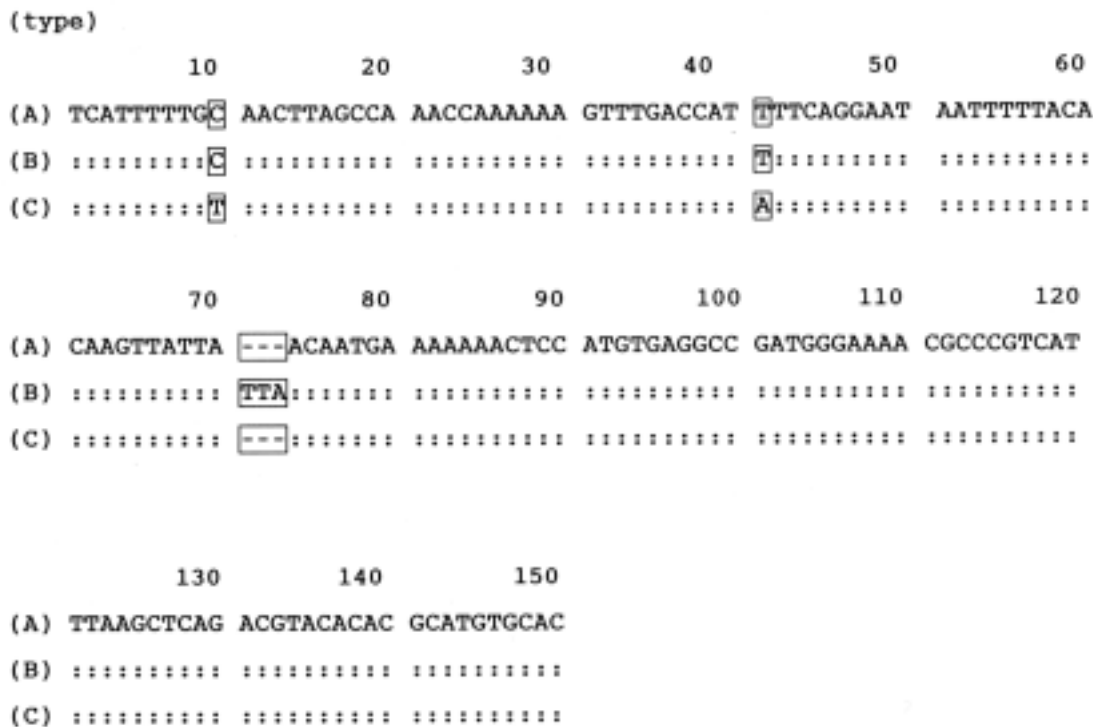 (type)
10 20 30 40 50 60
(A) TCATTTTTGC AACTTAGCCA AACCAAAAAA GTTTGACCAT TTTCAGGAAT AATTTTTACA
(B) :::::::::C :::::::::: :::::::::: :::::::::: T::::::::: ::::::::::
(C) :::::::::T :::::::::: :::::::::: :::::::::: A::::::::: ::::::::::
70 80 90 100 110 120
(A) CAAGTTATTA ---ACAATGA AAAAAACTCC ATGTGAGGCC GATGGGAAAA CGCCCGTCAT
(B) :::::::::: TTA::::::: :::::::::: :::::::::: :::::::::: ::::::::::
(C) :::::::::: ---::::::: :::::::::: :::::::::: :::::::::: ::::::::::
130 140 150
(A) TTAAGCTCAG ACGTACACAC GCATGTGCAC
(B) :::::::::: :::::::::: ::::::::::
(C) :::::::::: :::::::::: ::::::::::